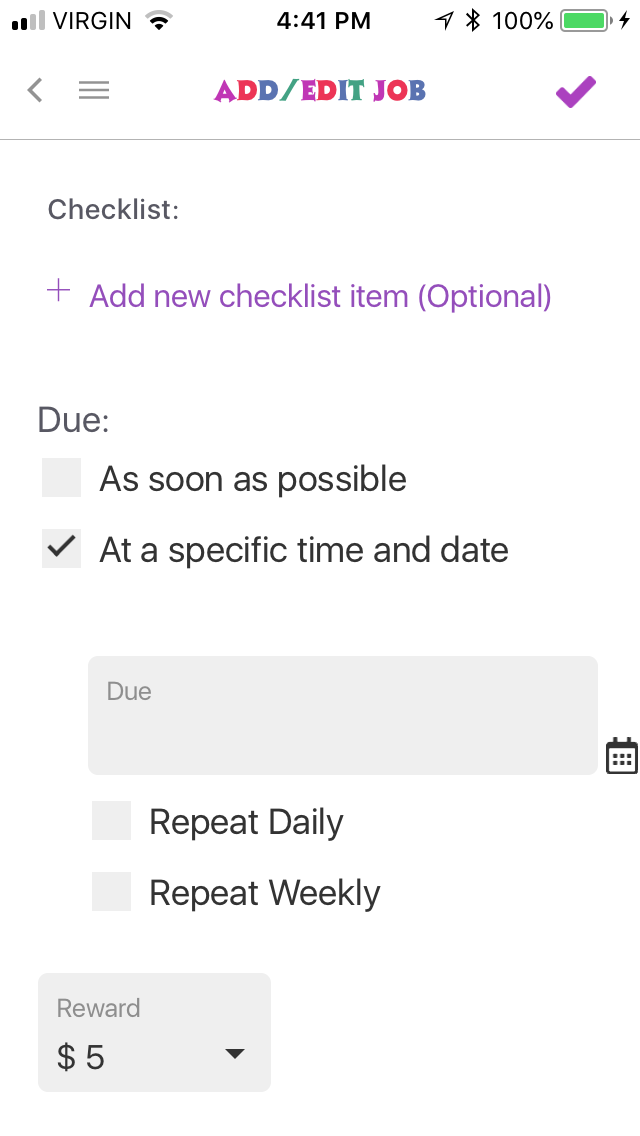 VIRGIN 4:41 PM 100%
ADD/EDIT JOB
Checklist:
+ Add new checklist item (Optional)
Due:
As soon as possible
At a specific time and date
Due
Repeat Daily
Repeat Weekly
Reward
$ 5